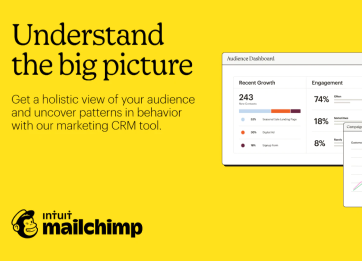 Understand
the big picture
Get a holistic view of your audience
and uncover patterns in behavior
with our marketing CRM tool.
intuit
mailchimp
Audience Dashboard
Recent Growth
243
Engagement
74%
18%
8%